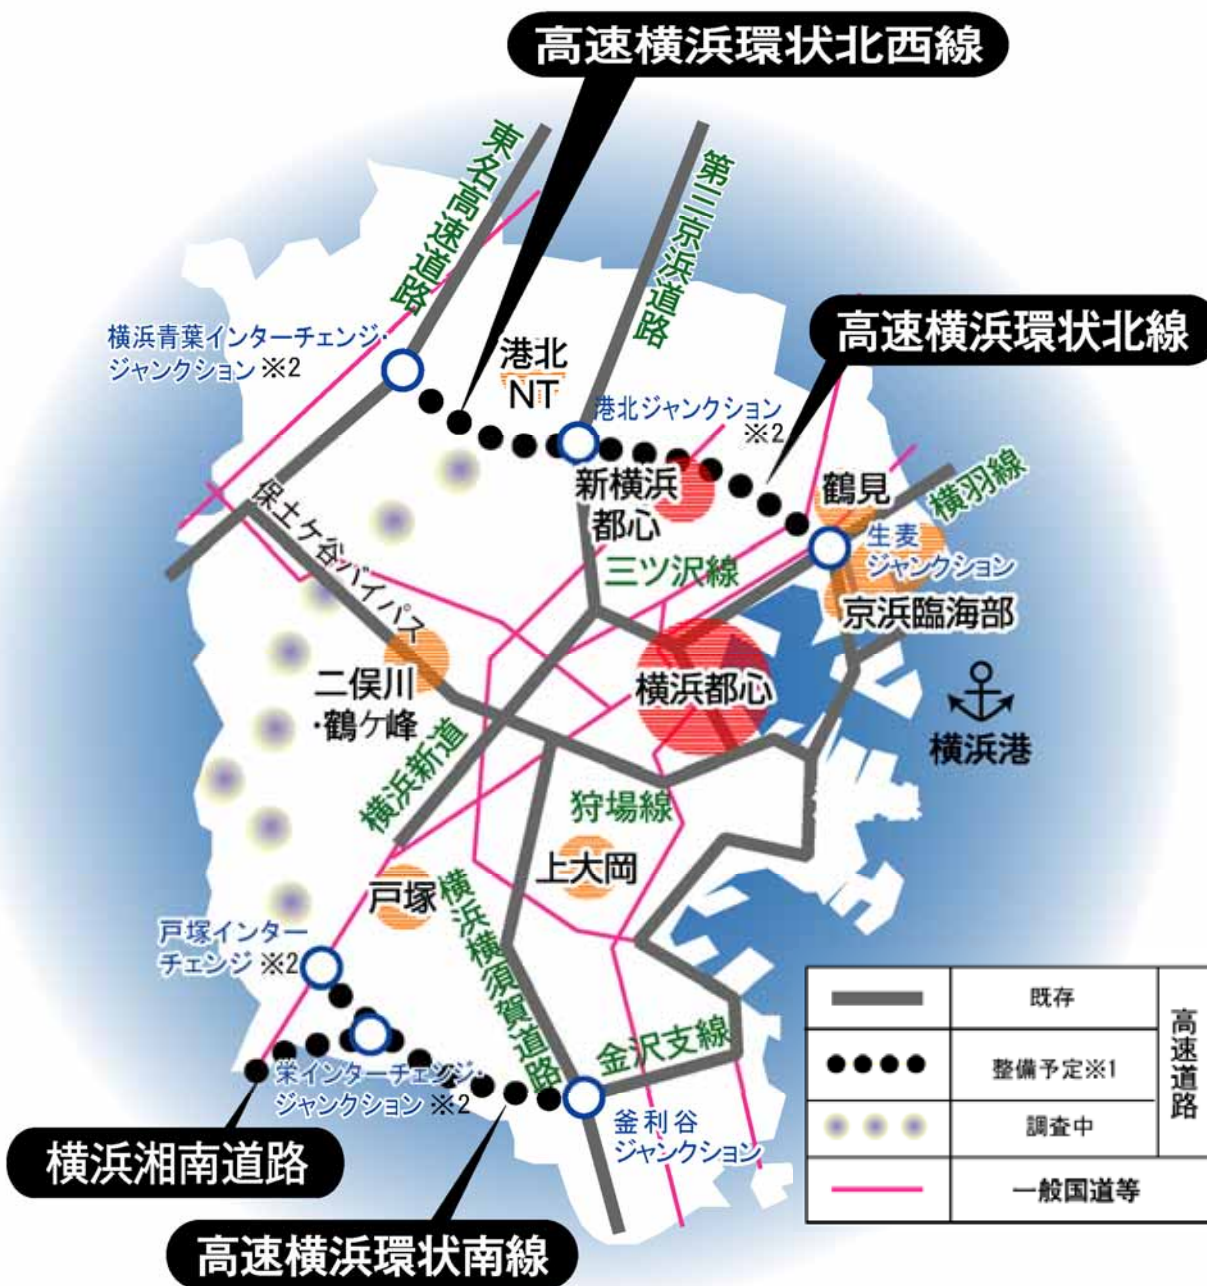 高速横浜環状北西線
東名高速道路
第三京浜道路
高速横浜環状北線
横浜青葉インターチェンジ・
ジャンクション ※2
港北
NT
港北ジャンクション
※2
新横浜
都心
鶴見
横羽線
生麦
ジャンクション
保土ケ谷バイパス
三ツ沢線
京浜臨海部
二俣川
・鶴ケ峰
横浜都心
横浜港
横浜新道
狩場線
上大岡
戸塚
横浜横須賀道路
戸塚インター
チェンジ ※2
金沢支線
栄インターチェンジ・
ジャンクション ※2
釜利谷
ジャンクション
横浜湘南道路
高速横浜環状南線
既存
整備予定※1
調査中
高速道路
一般国道等